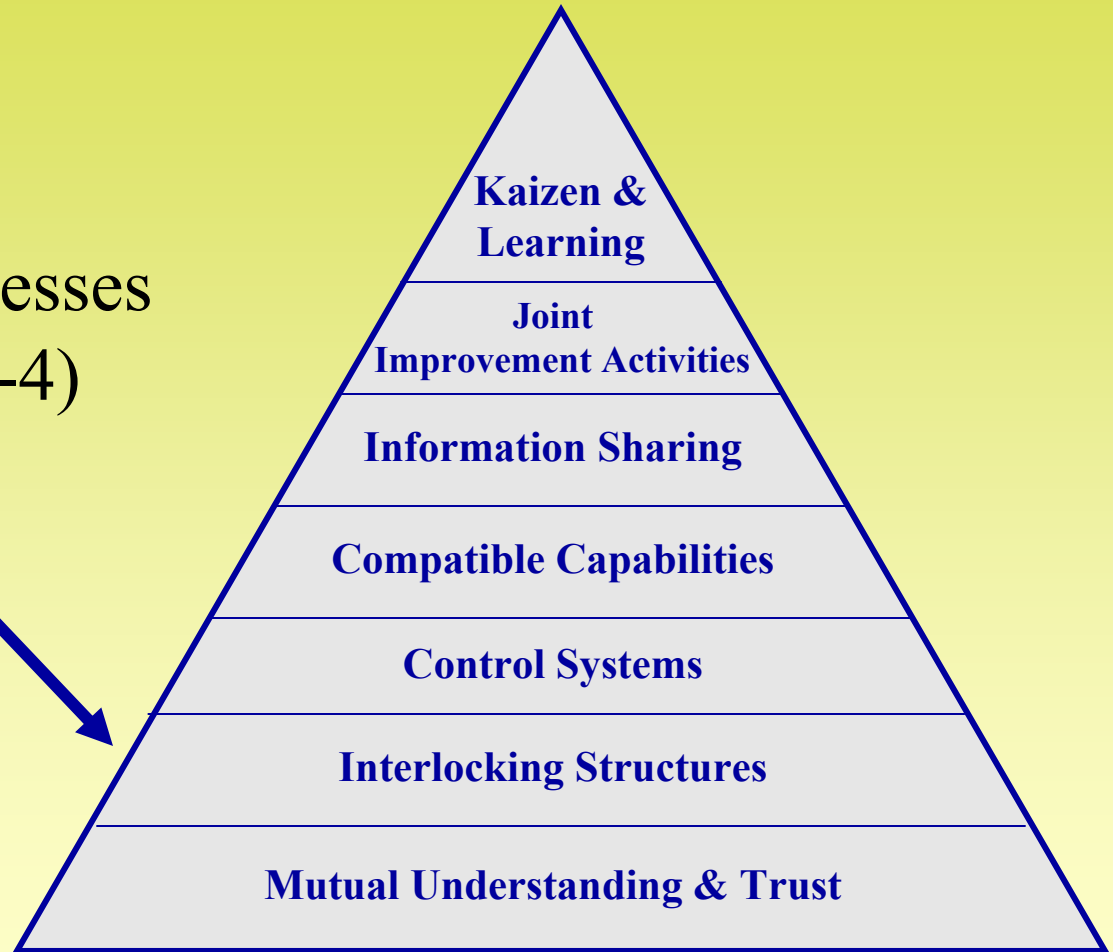 Kaizen &
Learning
esses
Joint
Improvement Activities
-4)
Information Sharing
Compatible Capabilities
Control Systems
Interlocking Structures
Mutual Understanding & Trust